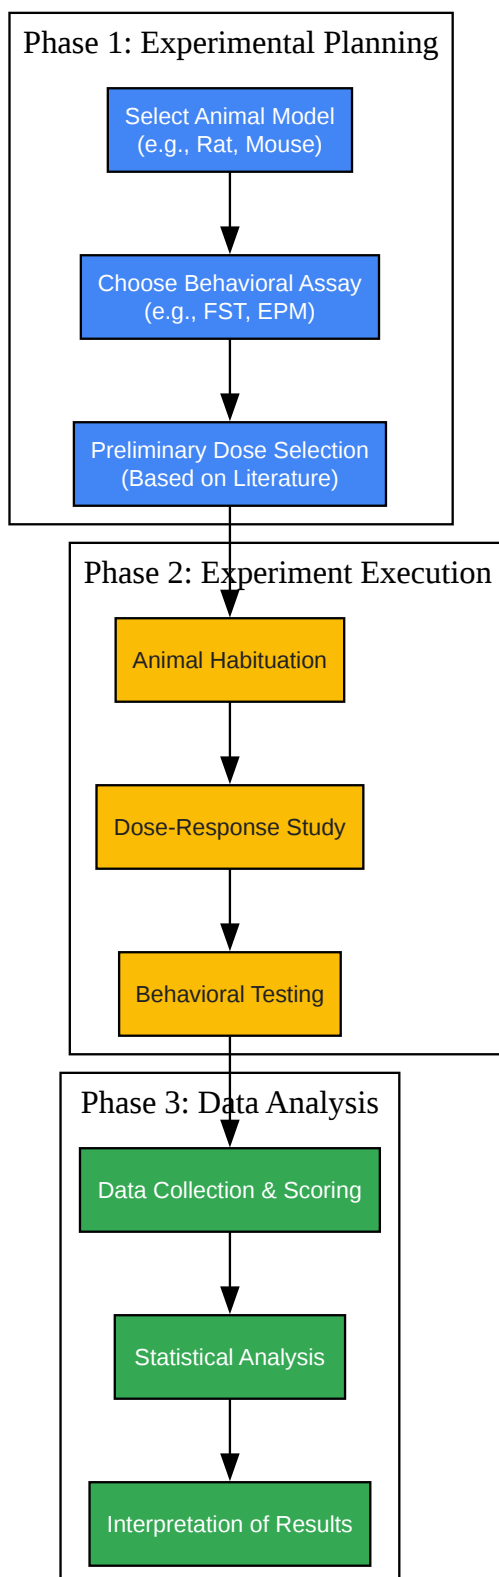 Phase 1: Experimental Planning
Select Animal Model
(e.g., Rat, Mouse)
Choose Behavioral Assay
(e.g., FST, EPM)
Preliminary Dose Selection
(Based on Literature)
Phase 2: Experiment Execution
Animal Habituation
Dose-Response Study
Behavioral Testing
Phase 3: Data Analysis
Data Collection & Scoring
Statistical Analysis
Interpretation of Results